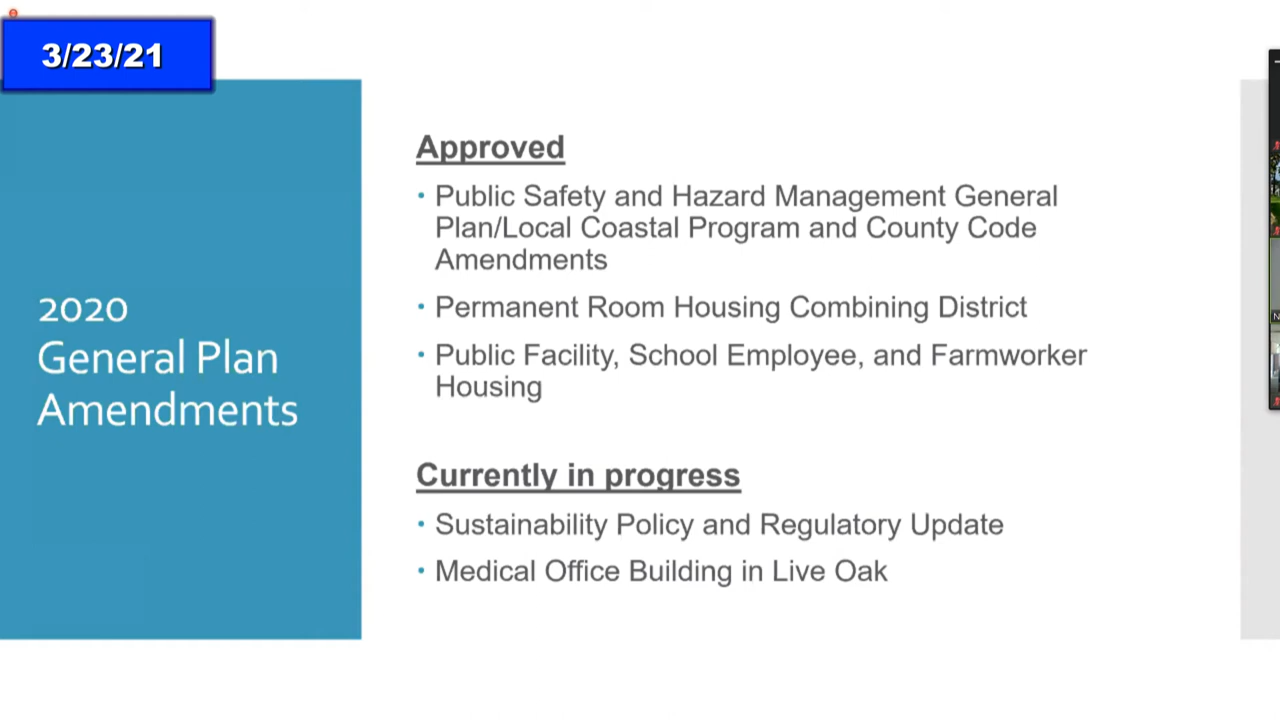 3/23/21
2020
General Plan
Amendments
Approved
• Public Safety and Hazard Management General
Plan/Local Coastal Program and County Code
Amendments
• Permanent Room Housing Combining District
• Public Facility, School Employee, and Farmworker
Housing
Currently in progress
• Sustainability Policy and Regulatory Update
• Medical Office Building in Live Oak
N